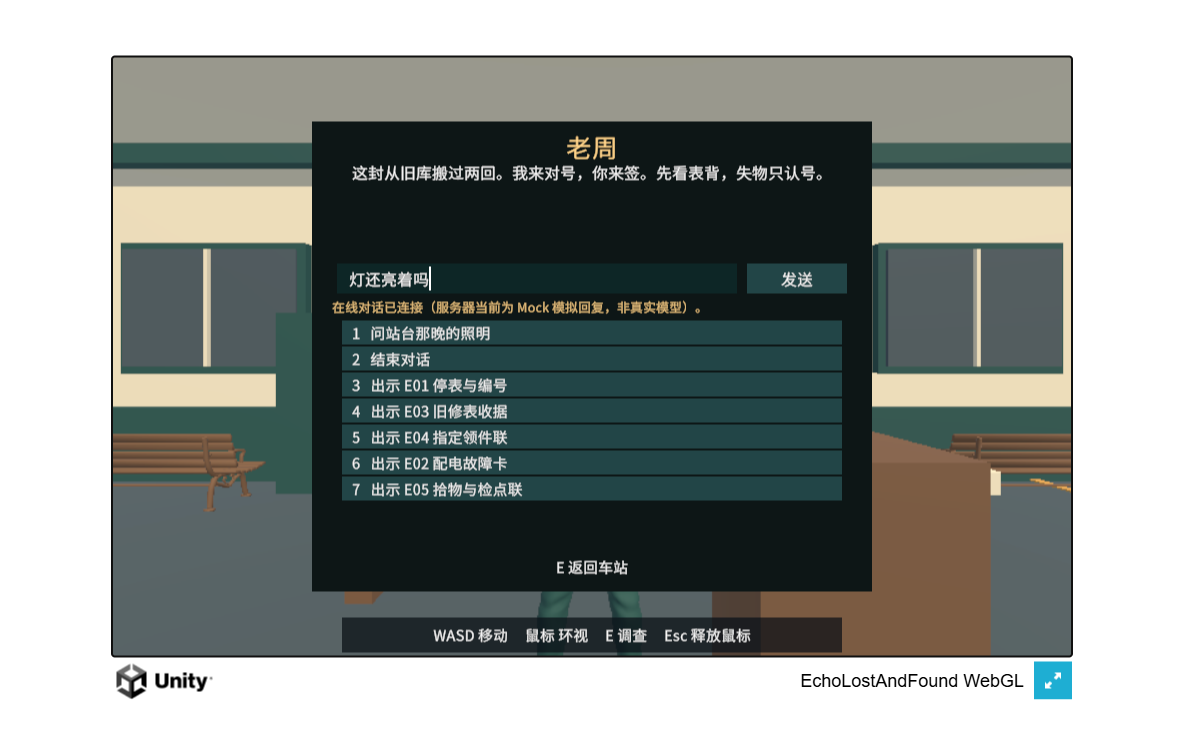 老周
这封从旧库搬过两回。我来对号，你来签。先看表背，失物只认号。
灯还亮着吗
发送
在线对话已连接（服务器当前为 Mock 模拟回复，非真实模型）。
1 问站台那晚的照明
2 结束对话
3 出示 E01 停表与编号
4 出示 E03 旧修表收据
5 出示 E04 指定领件联
6 出示 E02 配电故障卡
7 出示 E05 拾物与检点联
E 返回车站
WASD 移动 鼠标 环视 E 调查 Esc 释放鼠标
Unity
EchoLostAndFound WebGL